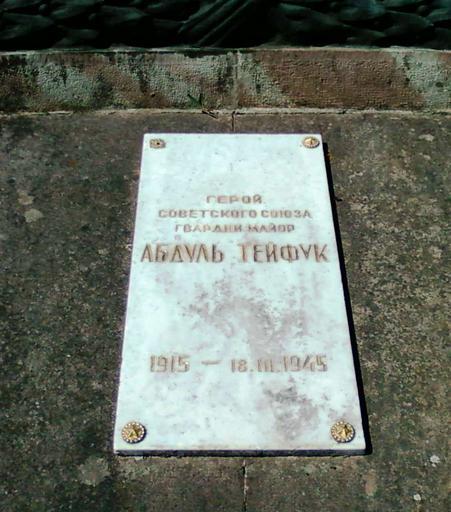 ГЕРОЙ
СОВЕТСКОГО СОЮЗА
ГВАРДИИ МАЙОР
АБДУЛЬ ТЕЙФУК
1915 — 18.III.1945